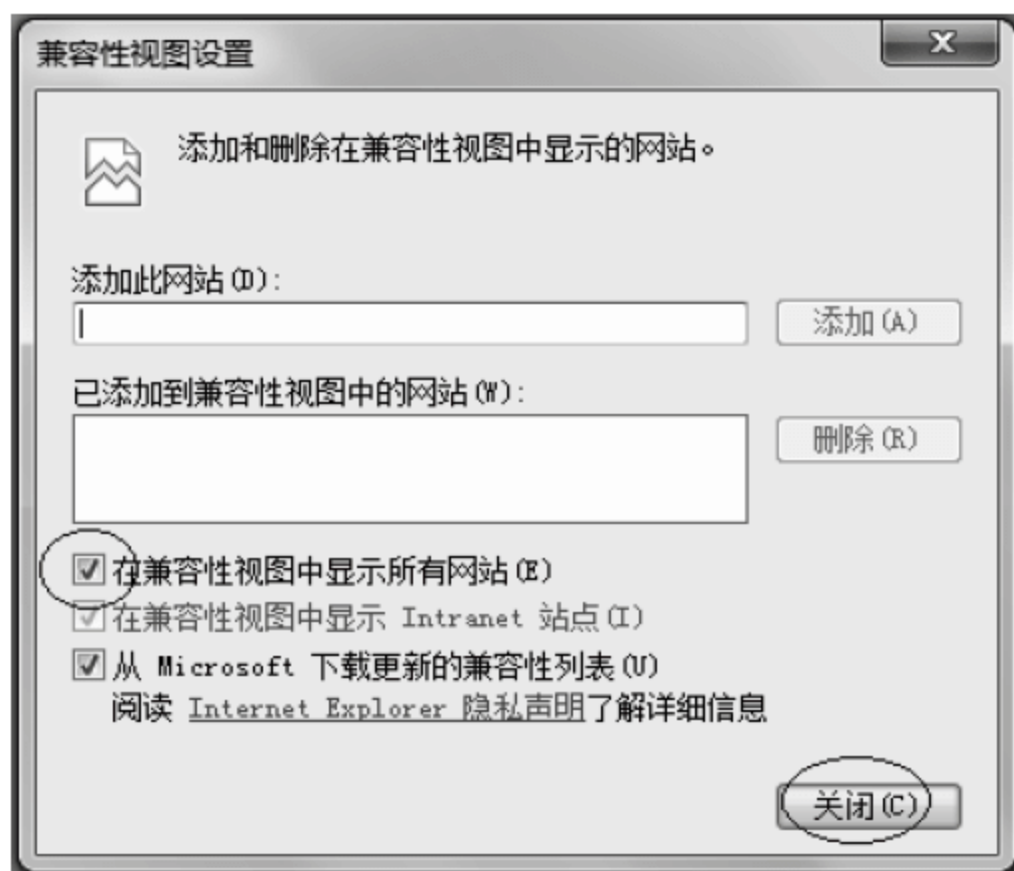 兼容性视图设置
添加和删除在兼容性视图中显示的网站。
添加此网站(D):
添加(A)
已添加到兼容性视图中的网站(W):
删除(R)
在兼容性视图中显示所有网站(E)
在兼容性视图中显示 Intranet 站点(I)
从 Microsoft 下载更新的兼容性列表(U)
阅读 Internet Explorer 隐私声明了解详细信息
关闭(C)